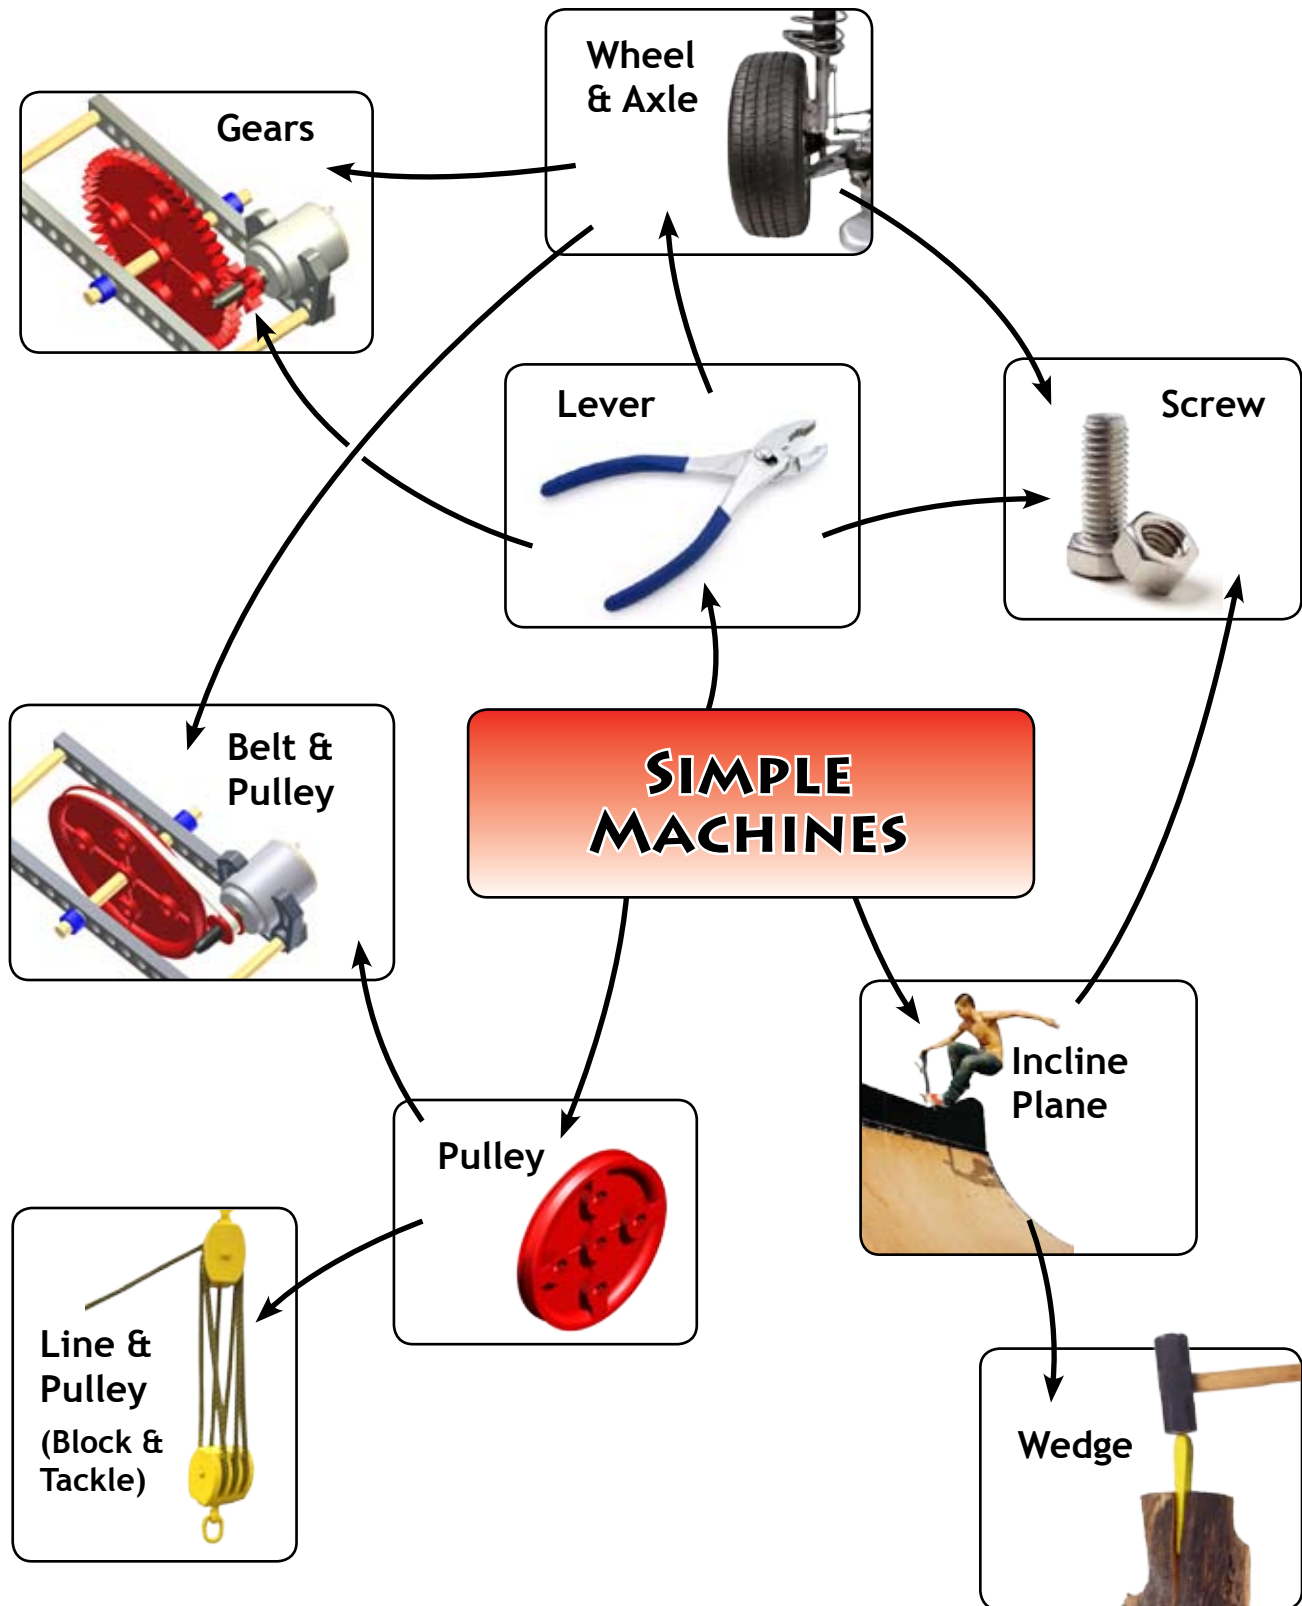 Wheel
& Axle
Gears
Lever
Screw
Belt &
Pulley
SIMPLE
MACHINES
Incline
Plane
Pulley
Line &
Pulley
(Block &
Tackle)
Wedge